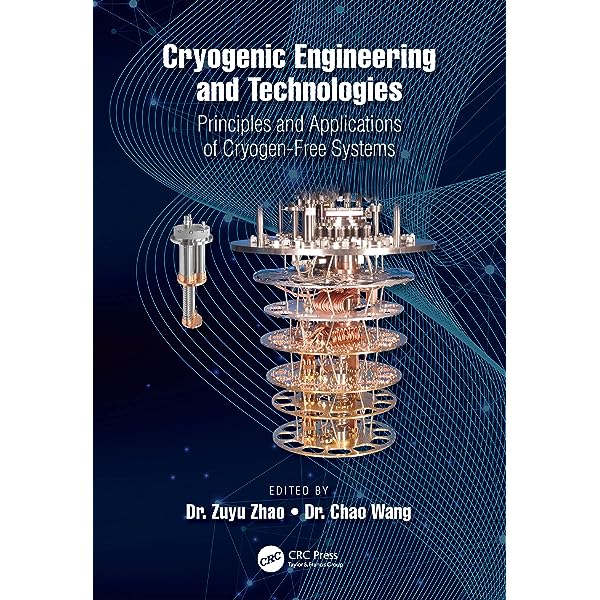 Cryogenic Engineering
and Technologies
Principles and Applications
of Cryogen-Free Systems
EDITED BY
Dr. Zuyu Zhao • Dr. Chao Wang
CRC
CRC Press
Taylor & Francis Group